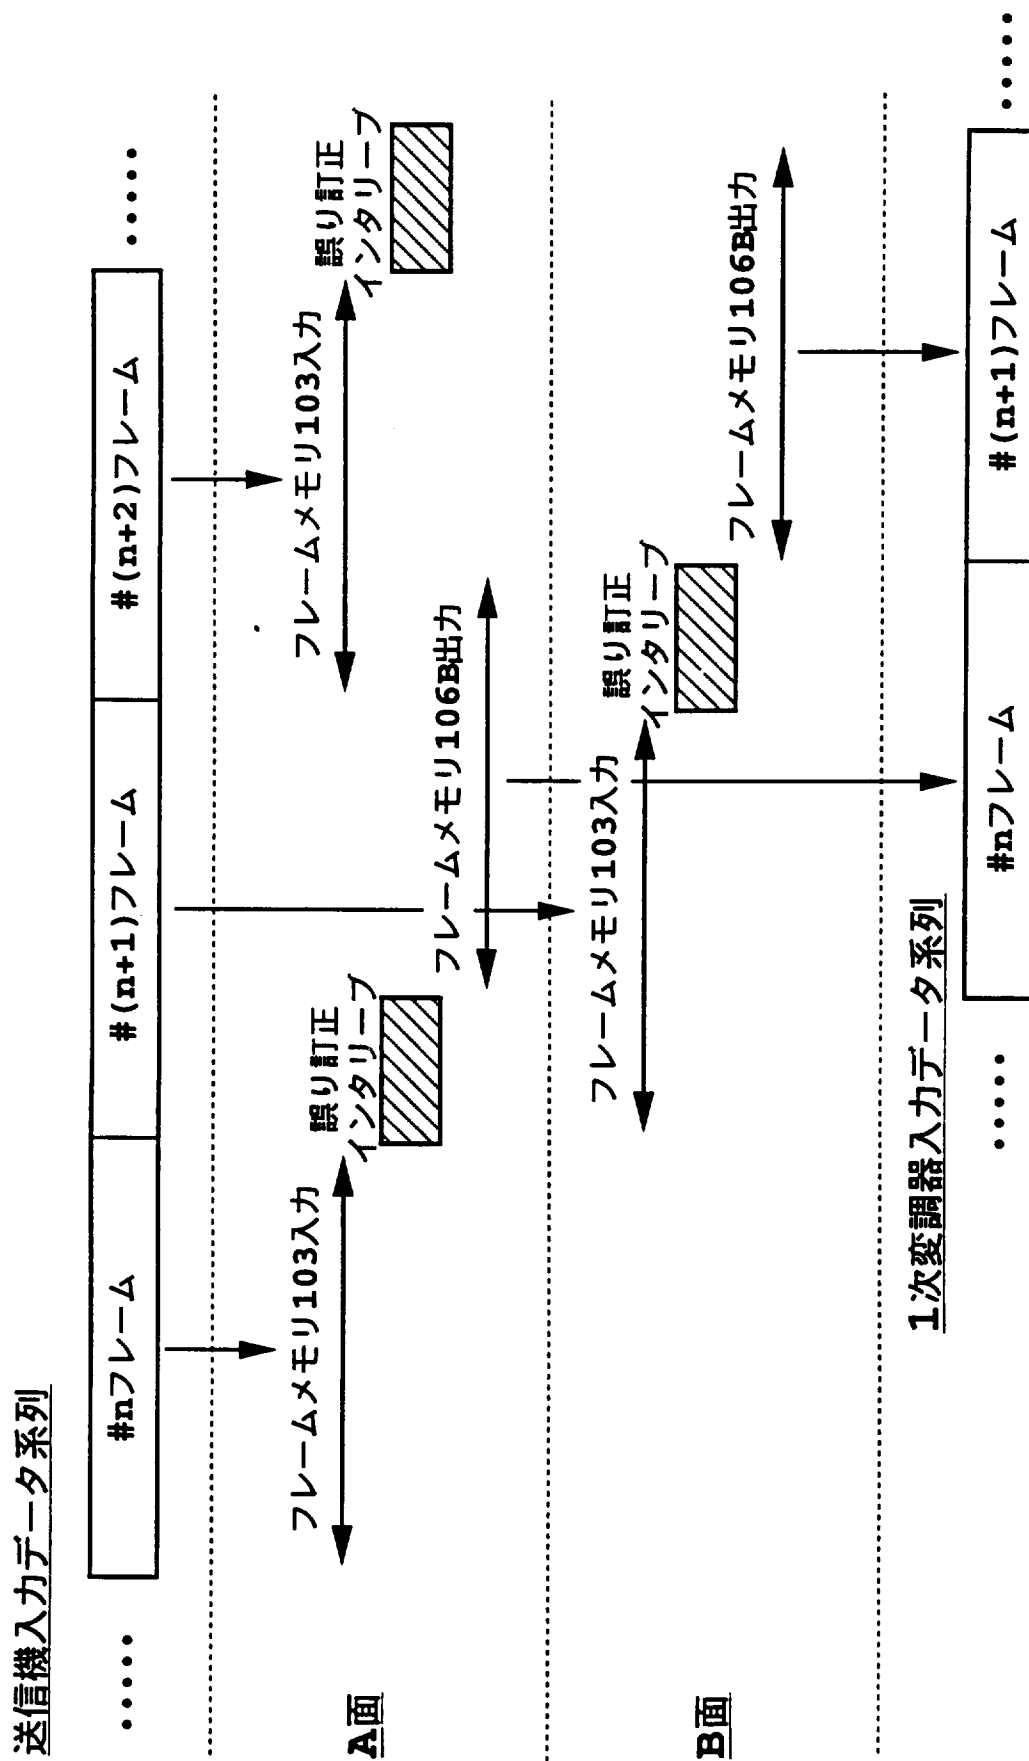 送信機入力データ系列
・・・・・ #nフレーム #(n+1)フレーム #(n+2)フレーム ・・・・・
A面
フレームメモリ103入力
誤り訂正
インタリーブ
フレームメモリ106B出力
フレームメモリ103入力
誤り訂正
インタリーブ
B面
フレームメモリ103入力
誤り訂正
インタリーブ
フレームメモリ106B出力
1次変調器入力データ系列
・・・・・ #nフレーム #(n+1)フレーム ・・・・・